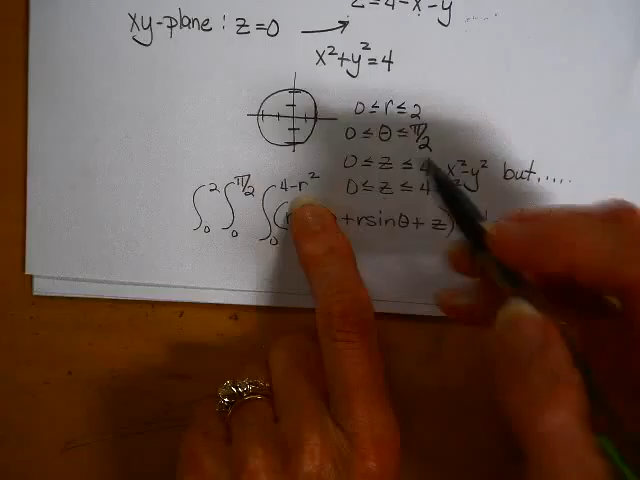 z=4-x-y
xy-plane : z=0
x²+y²=4
0 ≤ r ≤ 2
0 ≤ θ ≤ π/2
0 ≤ z ≤ 4 x²-y² but.....
0 ≤ z ≤ 4
∫₀² ∫₀^π/2 ∫₀^4-r² ( +rsinθ+z)